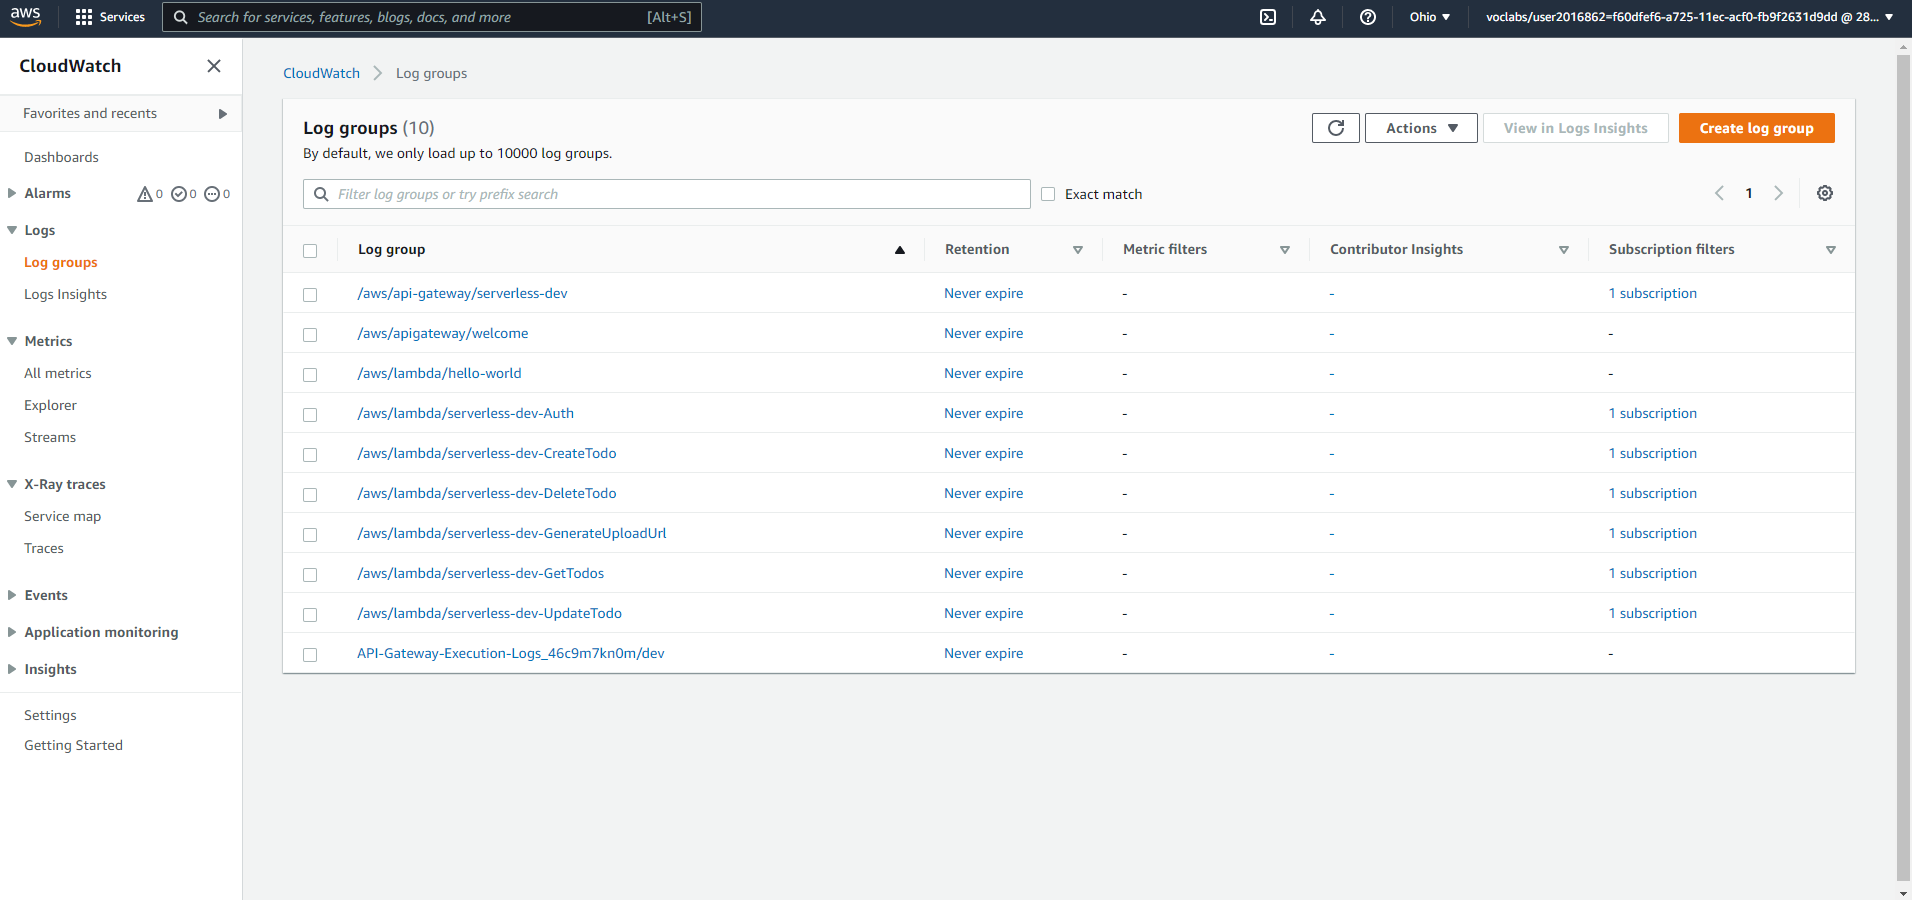 aws
Services
Search for services, features, blogs, docs, and more [Alt+S]
Ohio
voclabs/user2016862=f60dfef6-a725-11ec-acf0-fb9f2631d9dd @ 28...
CloudWatch
Favorites and recents
Dashboards
Alarms 0 0 0
Logs
Log groups
Logs Insights
Metrics
All metrics
Explorer
Streams
X-Ray traces
Service map
Traces
Events
Application monitoring
Insights
Settings
Getting Started
CloudWatch Log groups
Log groups (10)
By default, we only load up to 10000 log groups.
Actions
View in Logs Insights
Create log group
Filter log groups or try prefix search
Exact match
1
Log group Retention Metric filters Contributor Insights Subscription filters
/aws/api-gateway/serverless-dev Never expire - - 1 subscription
/aws/apigateway/welcome Never expire - - -
/aws/lambda/hello-world Never expire - - -
/aws/lambda/serverless-dev-Auth Never expire - - 1 subscription
/aws/lambda/serverless-dev-CreateTodo Never expire - - 1 subscription
/aws/lambda/serverless-dev-DeleteTodo Never expire - - 1 subscription
/aws/lambda/serverless-dev-GenerateUploadUrl Never expire - - 1 subscription
/aws/lambda/serverless-dev-GetTodos Never expire - - 1 subscription
/aws/lambda/serverless-dev-UpdateTodo Never expire - - 1 subscription
API-Gateway-Execution-Logs_46c9m7kn0m/dev Never expire - - -